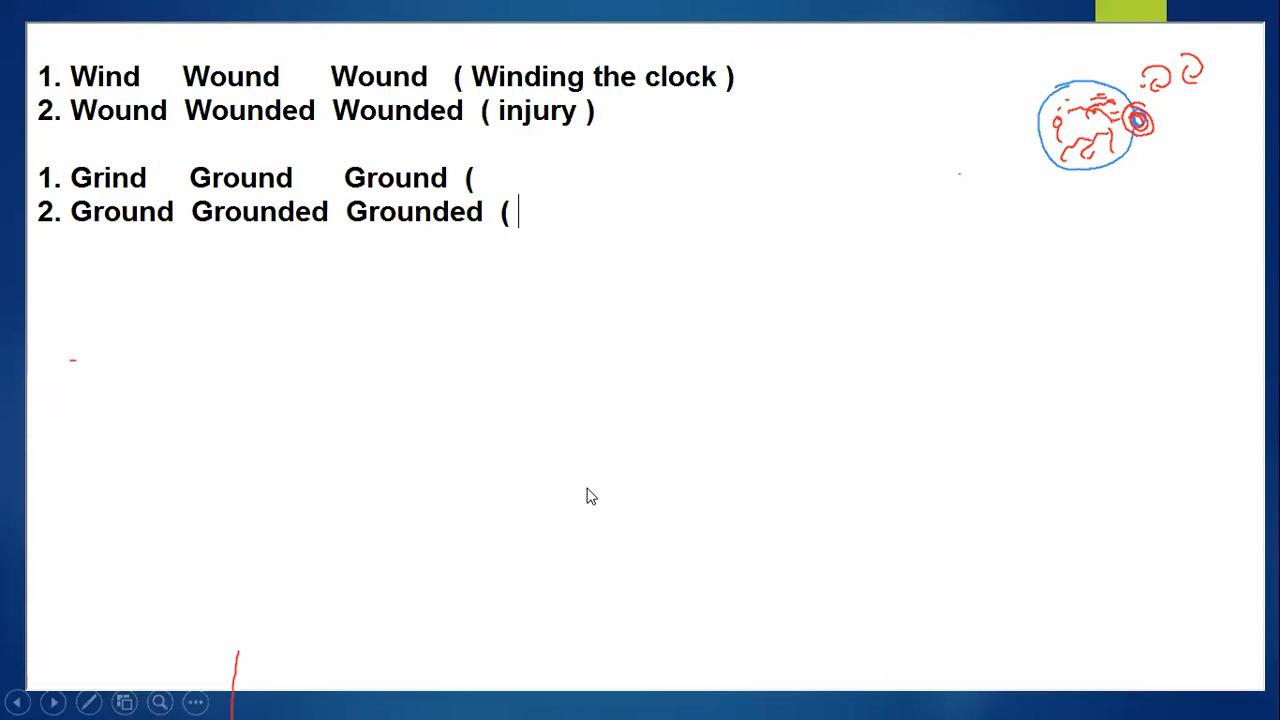 1. Wind Wound Wound ( Winding the clock )
2. Wound Wounded Wounded ( injury )
1. Grind Ground Ground (
2. Ground Grounded Grounded (